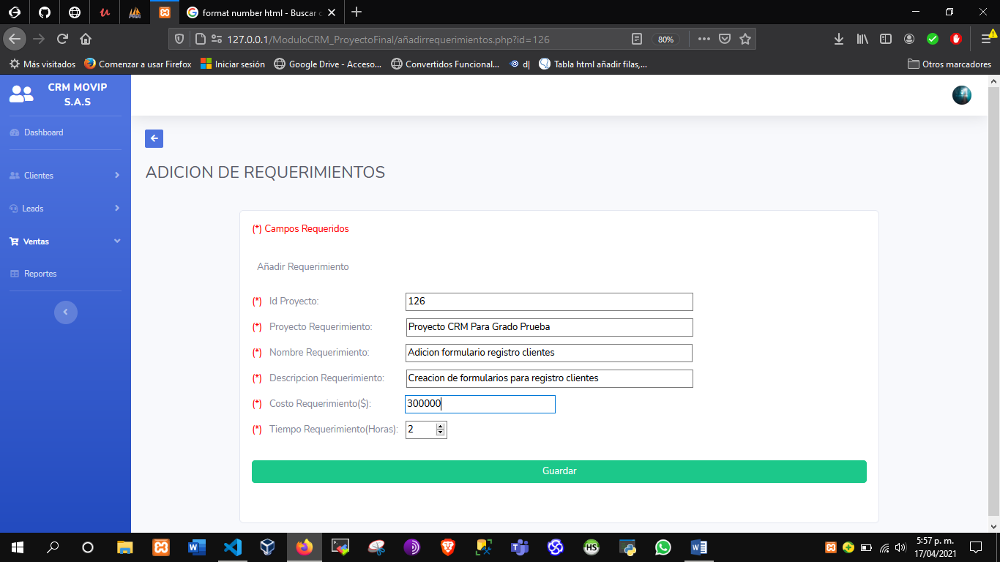 format number html - Buscar c
127.0.0.1/ModuloCRM_ProyectoFinal/añadirrequerimientos.php?id=126
80%
Más visitados
Comenzar a usar Firefox
Iniciar sesión
Google Drive - Acceso...
Convertidos Funcional...
d|
Tabla html añadir filas,...
Otros marcadores
CRM MOVIP
S.A.S
Dashboard
Clientes
Leads
Ventas
Reportes
ADICION DE REQUERIMIENTOS
(*) Campos Requeridos
Añadir Requerimiento
(*) Id Proyecto: 126
(*) Proyecto Requerimiento: Proyecto CRM Para Grado Prueba
(*) Nombre Requerimiento: Adicion formulario registro clientes
(*) Descripcion Requerimiento: Creacion de formularios para registro clientes
(*) Costo Requerimiento($): 300000
(*) Tiempo Requerimiento(Horas): 2
Guardar
HS
5:57 p. m.
17/04/2021